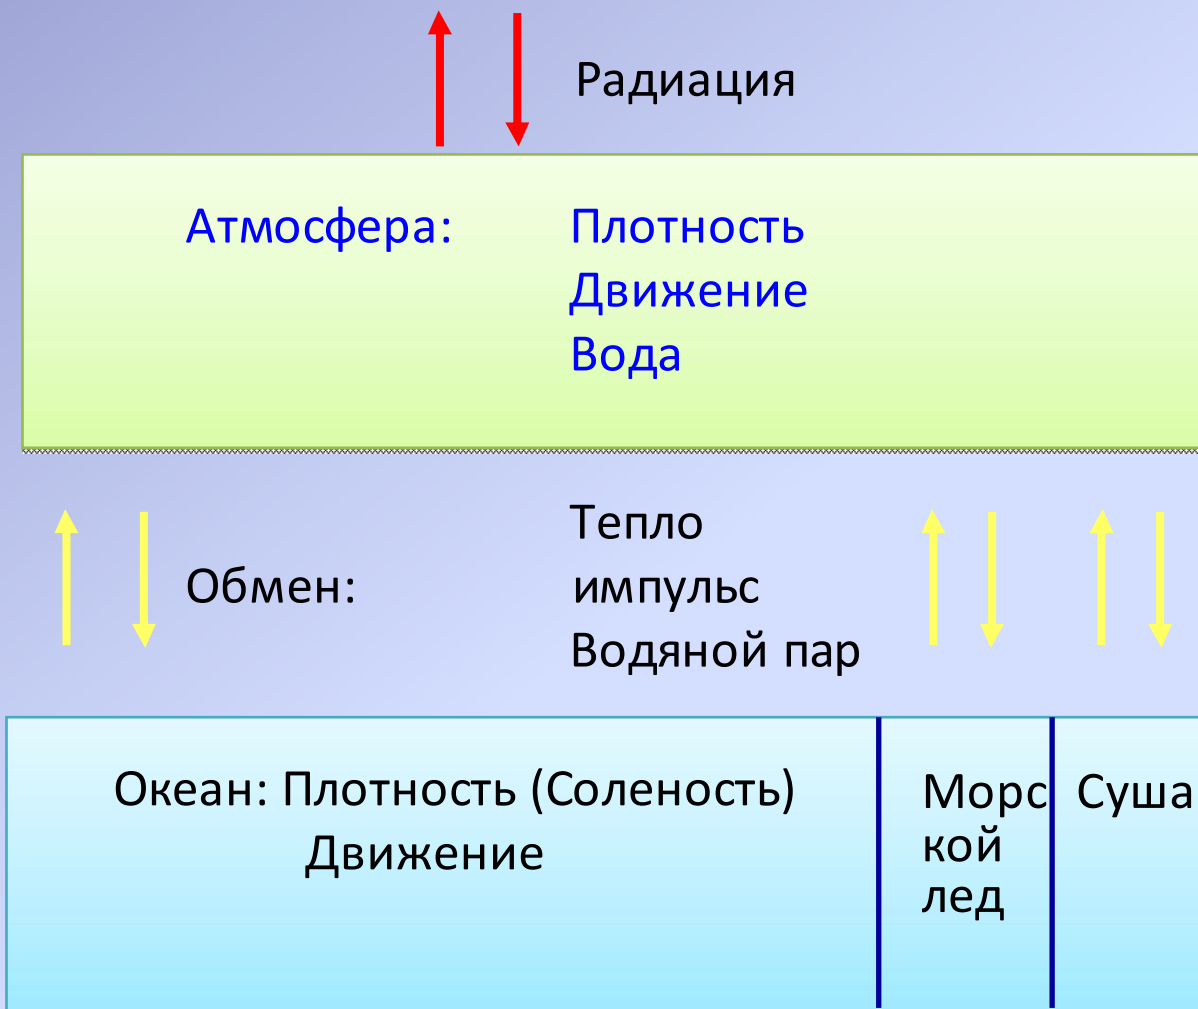 Радиация
Атмосфера: Плотность
Движение
Вода
Тепло
Обмен: импульс
Водяной пар
Океан: Плотность (Соленость)
Движение
Морс
кой
лед
Суша